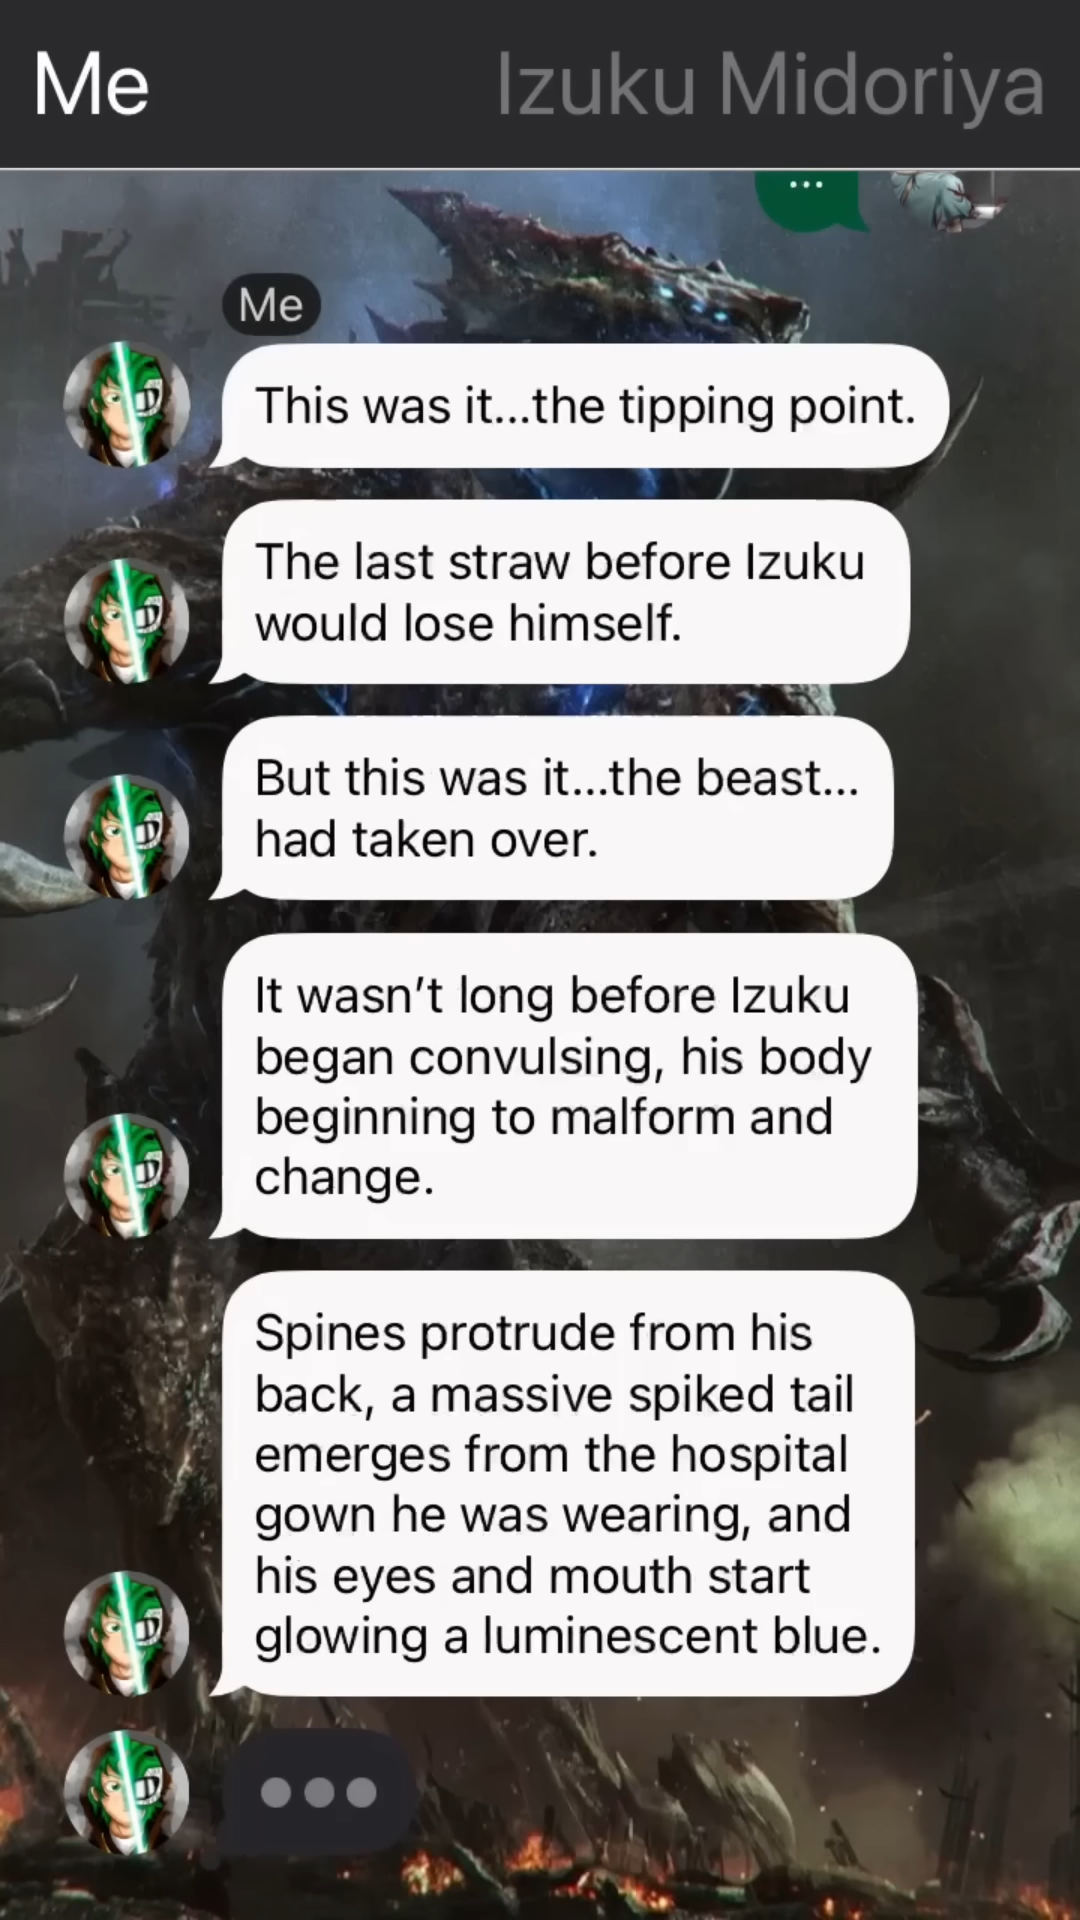 Me
Izuku Midoriya
...
Me
This was it...the tipping point.
The last straw before Izuku
would lose himself.
But this was it...the beast...
had taken over.
It wasn’t long before Izuku
began convulsing, his body
beginning to malform and
change.
Spines protrude from his
back, a massive spiked tail
emerges from the hospital
gown he was wearing, and
his eyes and mouth start
glowing a luminescent blue.